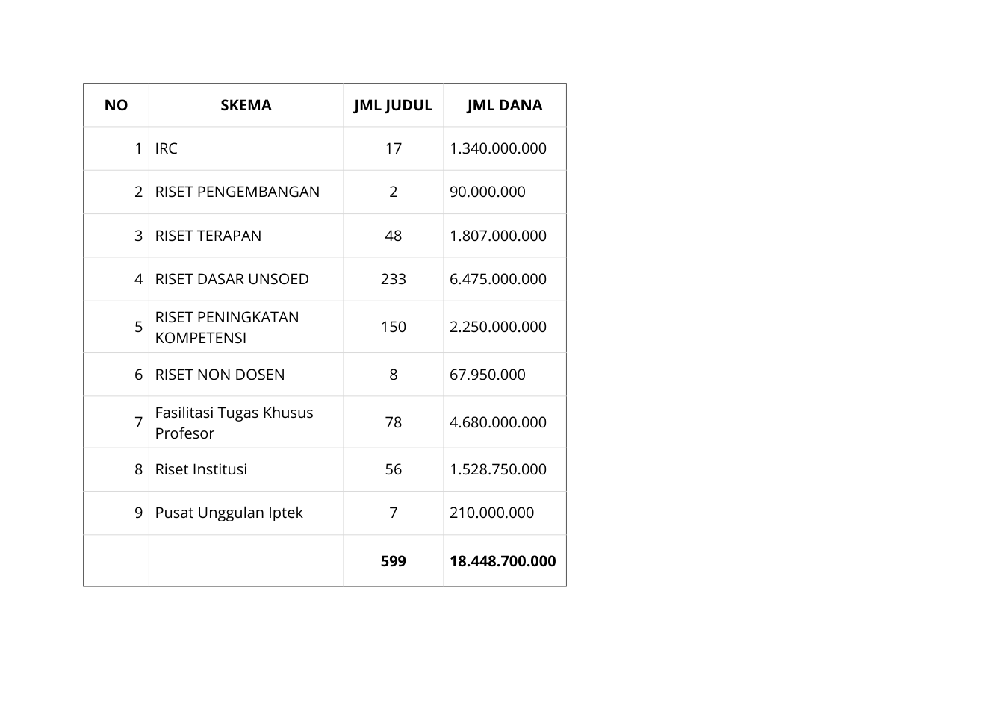 NO SKEMA JML JUDUL JML DANA
1 IRC 17 1.340.000.000
2 RISET PENGEMBANGAN 2 90.000.000
3 RISET TERAPAN 48 1.807.000.000
4 RISET DASAR UNSOED 233 6.475.000.000
5 RISET PENINGKATAN
KOMPETENSI 150 2.250.000.000
6 RISET NON DOSEN 8 67.950.000
7 Fasilitasi Tugas Khusus
Profesor 78 4.680.000.000
8 Riset Institusi 56 1.528.750.000
9 Pusat Unggulan Iptek 7 210.000.000
599 18.448.700.000